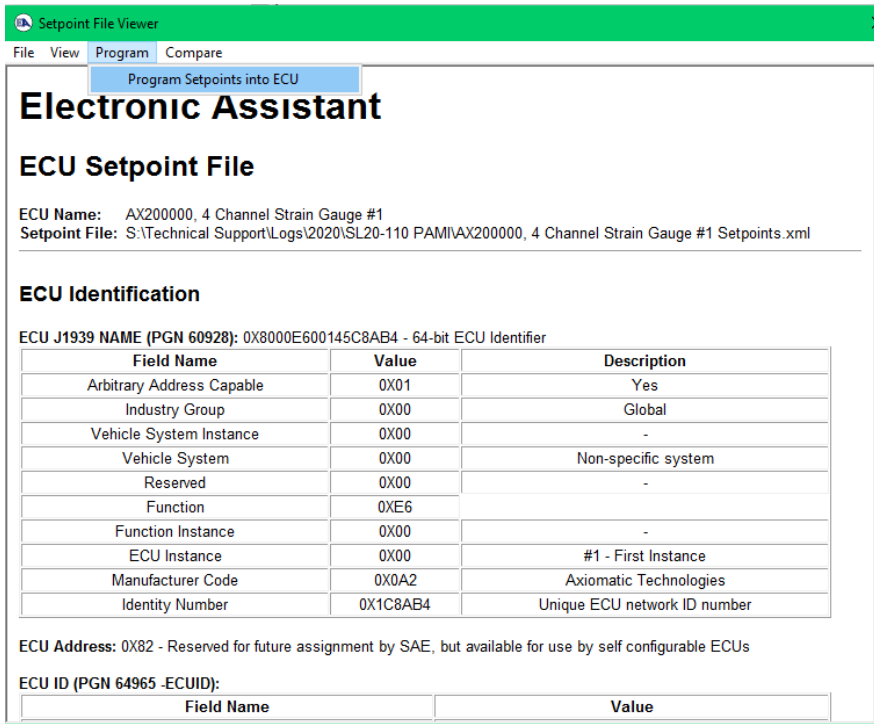 EA Setpoint File Viewer
File View Program Compare
Program Setpoints into ECU
Electronic Assistant
ECU Setpoint File
ECU Name: AX200000, 4 Channel Strain Gauge #1
Setpoint File: S:\Technical Support\Logs\2020\SL20-110 PAMI\AX200000, 4 Channel Strain Gauge #1 Setpoints.xml
ECU Identification
ECU J1939 NAME (PGN 60928): 0X8000E600145C8AB4 - 64-bit ECU Identifier
Field Name Value Description
Arbitrary Address Capable 0X01 Yes
Industry Group 0X00 Global
Vehicle System Instance 0X00 -
Vehicle System 0X00 Non-specific system
Reserved 0X00 -
Function 0XE6
Function Instance 0X00 -
ECU Instance 0X00 #1 - First Instance
Manufacturer Code 0X0A2 Axiomatic Technologies
Identity Number 0X1C8AB4 Unique ECU network ID number
ECU Address: 0X82 - Reserved for future assignment by SAE, but available for use by self configurable ECUs
ECU ID (PGN 64965 -ECUID):
Field Name Value